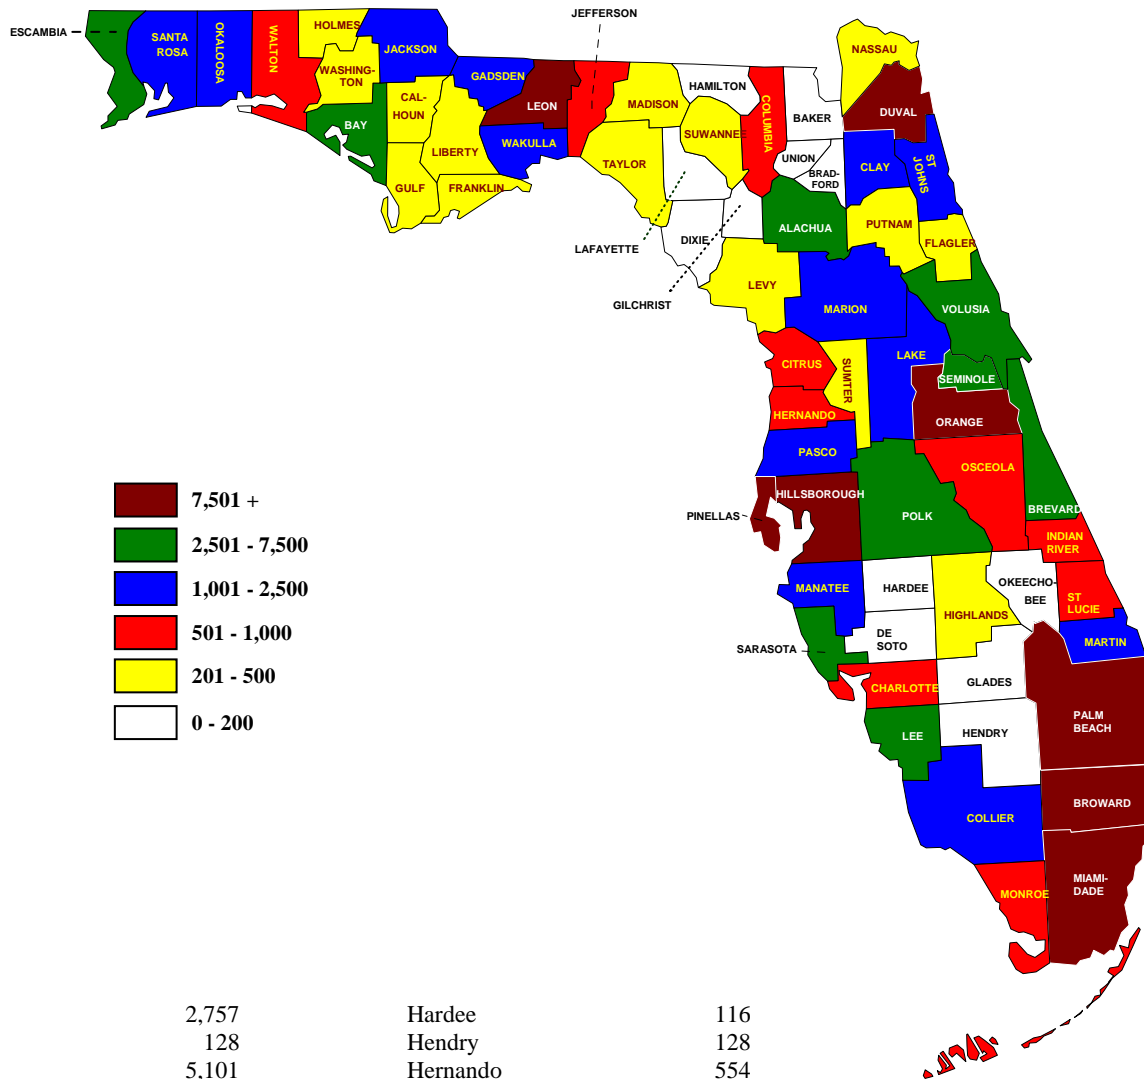 JEFFERSON
ESCAMBIA
SANTA
ROSA
OKALOOSA
WALTON
HOLMES
WASHING-
TON
JACKSON
BAY
CAL-
HOUN
GULF
LIBERTY
FRANKLIN
GADSDEN
LEON
WAKULLA
MADISON
TAYLOR
HAMILTON
SUWANNEE
LAFAYETTE
DIXIE
GILCHRIST
COLUMBIA
BAKER
NASSAU
DUVAL
UNION
BRAD-
FORD
CLAY
ST
JOHNS
ALACHUA
PUTNAM
FLAGLER
LEVY
MARION
VOLUSIA
CITRUS
SUMTER
LAKE
SEMINOLE
HERNANDO
ORANGE
PASCO
OSCEOLA
HILLSBOROUGH
PINELLAS
POLK
BREVARD
INDIAN
RIVER
MANATEE
HARDEE
OKEECHO-
BEE
HIGHLANDS
ST
LUCIE
SARASOTA
DE
SOTO
MARTIN
CHARLOTTE
GLADES
LEE
HENDRY
PALM
BEACH
COLLIER
BROWARD
MONROE
MIAMI-
DADE
7,501 +
2,501 - 7,500
1,001 - 2,500
501 - 1,000
201 - 500
0 - 200
2,757 Hardee 116
128 Hendry 128
5,101 Hernando 554